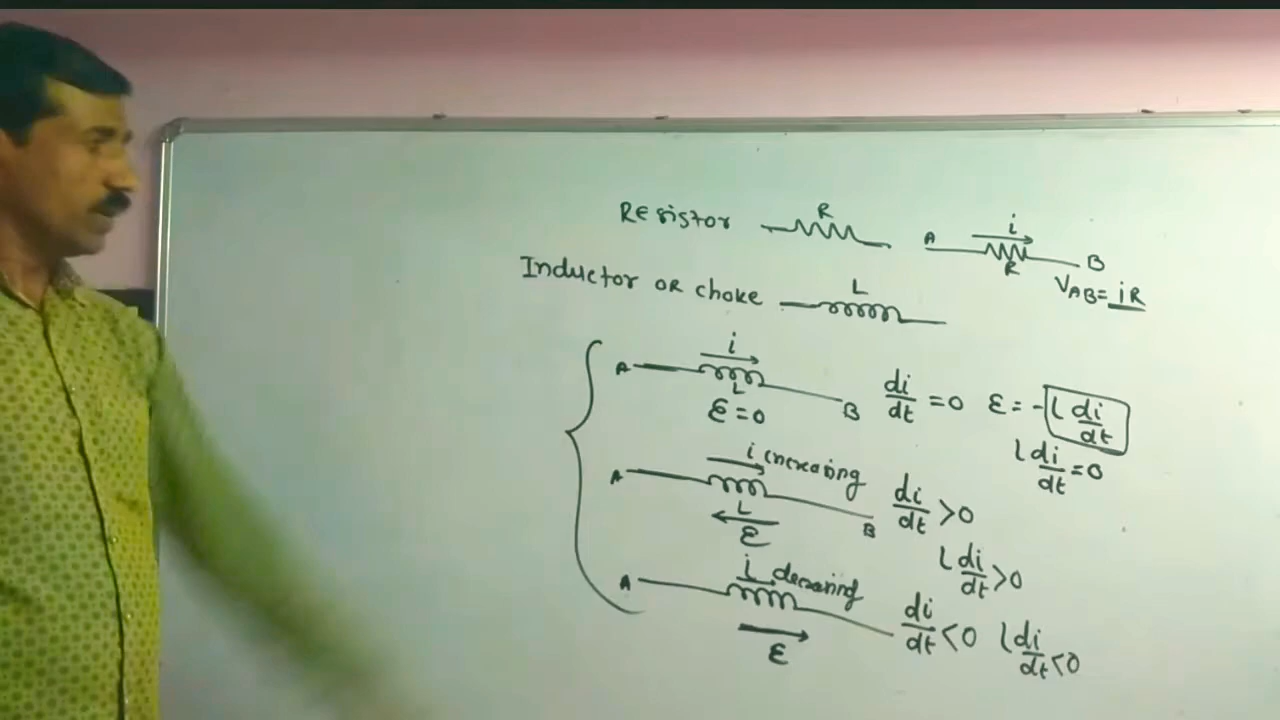 Resistor R A i R B
V_AB = iR
Inductor OR choke L
A i L B di/dt = 0 ε = -L di/dt
ε = 0 L di/dt = 0
A i increasing L B di/dt > 0
ε L di/dt > 0
A i decreasing di/dt < 0 L di/dt < 0
ε